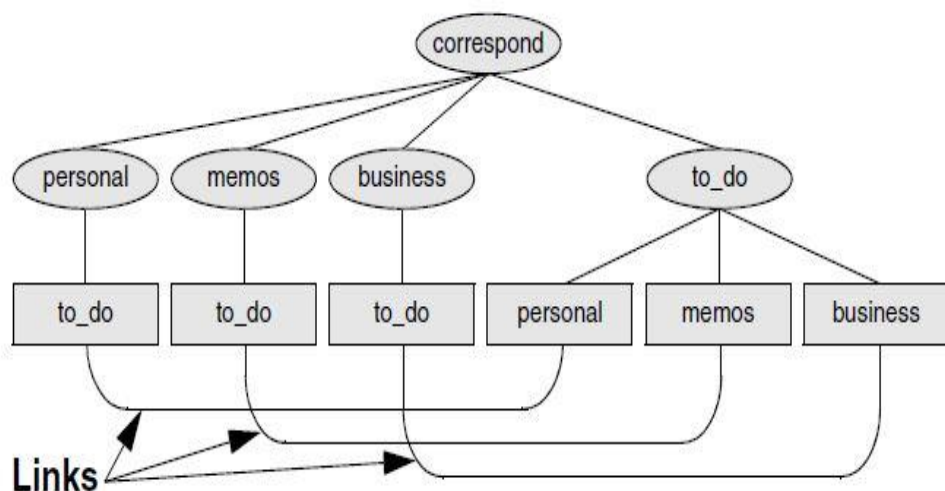 correspond
personal
memos
business
to_do
to_do
to_do
to_do
personal
memos
business
Links